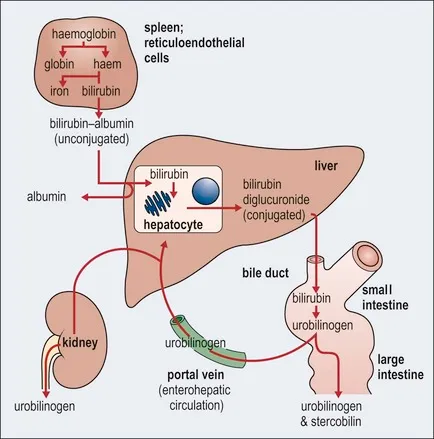 haemoglobin
globin haem
iron bilirubin
spleen;
reticuloendothelial
cells
bilirubin–albumin
(unconjugated)
albumin
bilirubin
hepatocyte
bilirubin
diglucuronide
(conjugated)
liver
bile duct
small
intestine
bilirubin
urobilinogen
kidney
urobilinogen
portal vein
(enterohepatic
circulation)
large
intestine
urobilinogen
urobilinogen
& stercobilin